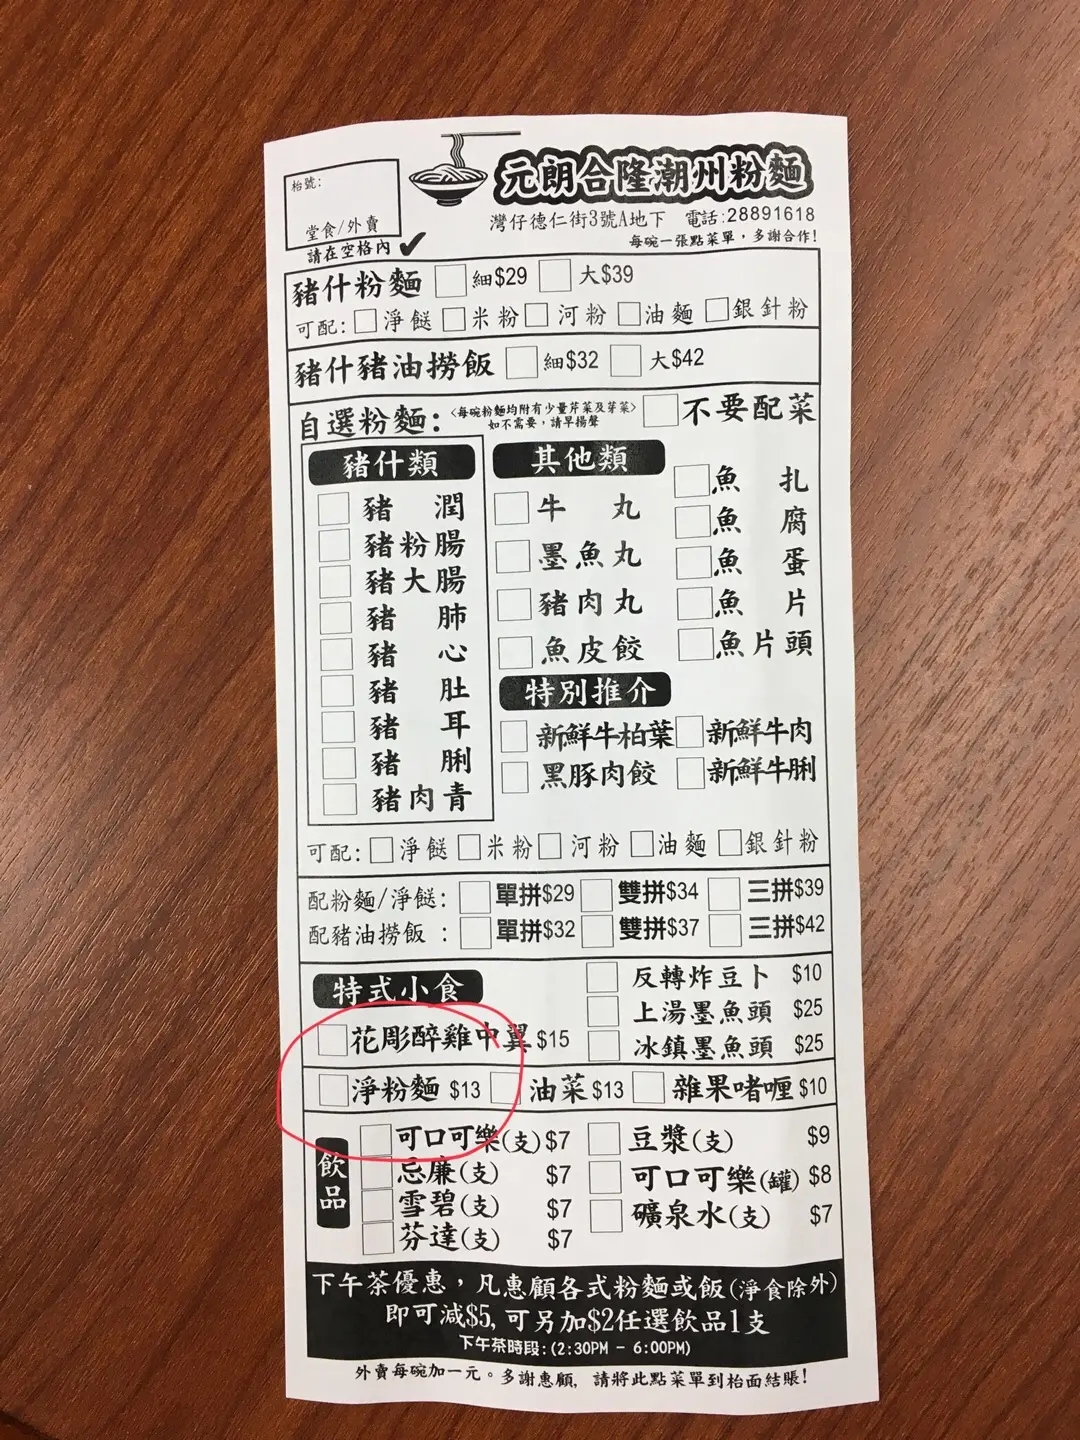 枱號:
堂食/外賣
請在空格內✔
元朗合隆潮州粉麵
灣仔德仁街3號A地下 電話:28891618
每碗一張點菜單，多謝合作!
豬什粉麵 □細$29 □大$39
可配:□淨餸□米粉□河粉□油麵□銀針粉
豬什豬油撈飯 □細$32 □大$42
自選粉麵: <每碗粉麵均附有少量芹菜及芽菜> □不要配菜
如不需要，請早揚聲
豬什類
□豬潤
□豬粉腸
□豬大腸
□豬肺
□豬心
□豬肚
□豬耳
□豬脷
□豬肉青
其他類
□牛丸
□墨魚丸
□豬肉丸
□魚皮餃
□魚扎
□魚腐
□魚蛋
□魚片
□魚片頭
特別推介
□新鮮牛柏葉□新鮮牛肉
□黑豚肉餃 □新鮮牛脷
可配:□淨餸□米粉□河粉□油麵□銀針粉
配粉麵/淨餸: □單拼$29□雙拼$34□三拼$39
配豬油撈飯 : □單拼$32□雙拼$37□三拼$42
特式小食
□花彫醉雞中翼$15
□反轉炸豆卜 $10
□上湯墨魚頭 $25
□冰鎮墨魚頭 $25
□淨粉麵 $13□油菜$13□雜果啫喱$10
飲品
□可口可樂(支)$7
□忌廉(支) $7
□雪碧(支) $7
□芬達(支) $7
□豆漿(支) $9
□可口可樂(罐) $8
□礦泉水(支) $7
下午茶優惠，凡惠顧各式粉麵或飯(淨食除外)
即可減$5,可另加$2任選飲品1支
下午茶時段:(2:30PM - 6:00PM)
外賣每碗加一元。多謝惠顧,請將此點菜單到枱面結賬!